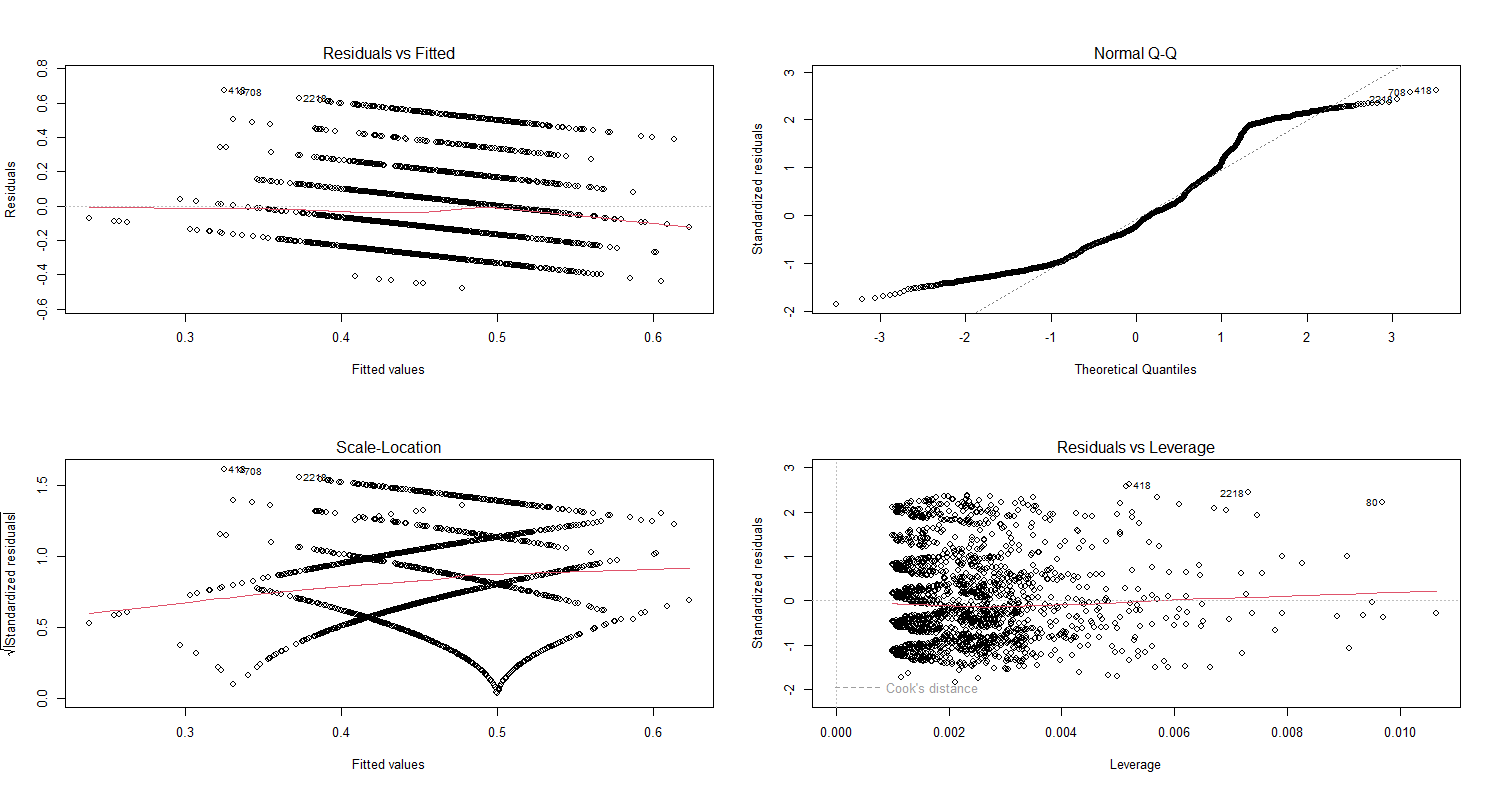 Residuals vs Fitted
Residuals
0.8
0.6
0.4
0.2
0.0
-0.2
-0.4
-0.6
418
708
2218
0.3 0.4 0.5 0.6
Fitted values
Normal Q-Q
Standardized residuals
3
2
1
0
-1
-2
2218
708
418
-3 -2 -1 0 1 2 3
Theoretical Quantiles
Scale-Location
√|Standardized residuals|
1.5
1.0
0.5
0.0
418
708
2218
0.3 0.4 0.5 0.6
Fitted values
Residuals vs Leverage
Standardized residuals
3
2
1
0
-1
-2
418
2218
80
Cook's distance
0.000 0.002 0.004 0.006 0.008 0.010
Leverage